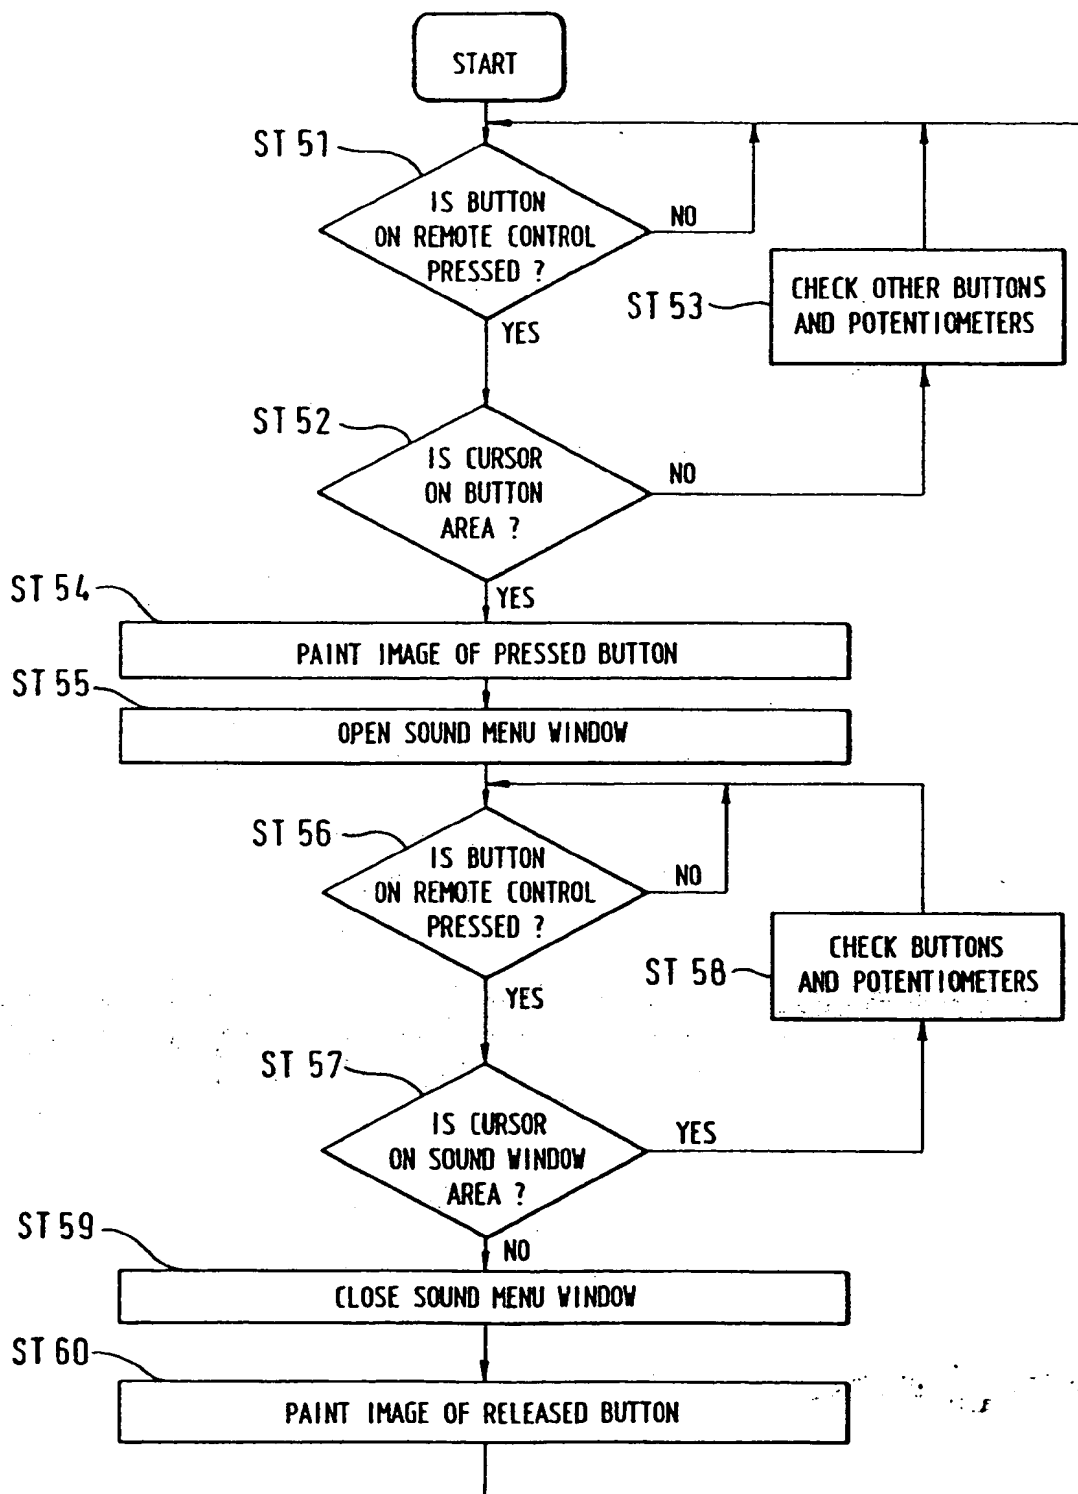 START
ST 51
IS BUTTON
ON REMOTE CONTROL
PRESSED ?
NO
YES
ST 53
CHECK OTHER BUTTONS
AND POTENTIOMETERS
ST 52
IS CURSOR
ON BUTTON
AREA ?
NO
YES
ST 54
PAINT IMAGE OF PRESSED BUTTON
ST 55
OPEN SOUND MENU WINDOW
ST 56
IS BUTTON
ON REMOTE CONTROL
PRESSED ?
NO
YES
ST 58
CHECK BUTTONS
AND POTENTIOMETERS
ST 57
IS CURSOR
ON SOUND WINDOW
AREA ?
YES
NO
ST 59
CLOSE SOUND MENU WINDOW
ST 60
PAINT IMAGE OF RELEASED BUTTON